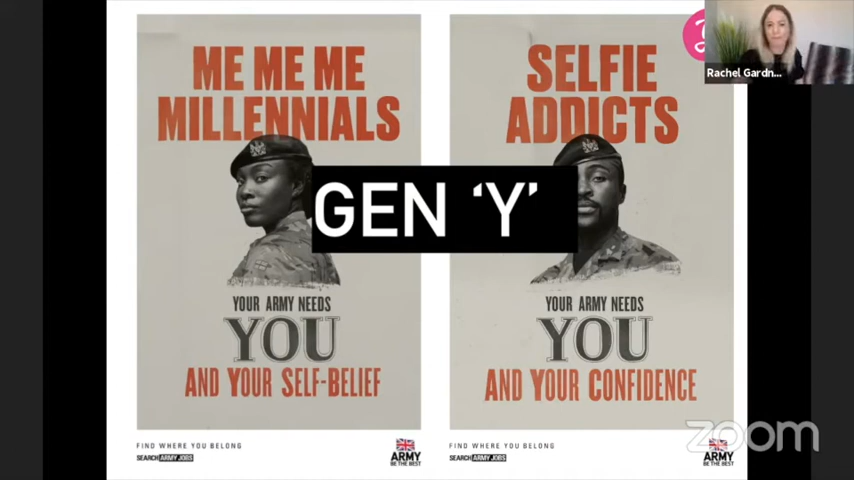 ME ME ME
MILLENNIALS
YOUR ARMY NEEDS
YOU
AND YOUR SELF-BELIEF
FIND WHERE YOU BELONG
SEARCH ARMY JOBS
ARMY
BE THE BEST
GEN ‘Y’
SELFIE
ADDICTS
YOUR ARMY NEEDS
YOU
AND YOUR CONFIDENCE
FIND WHERE YOU BELONG
SEARCH ARMY JOBS
ARMY
BE THE BEST
Rachel Gardn...
zoom